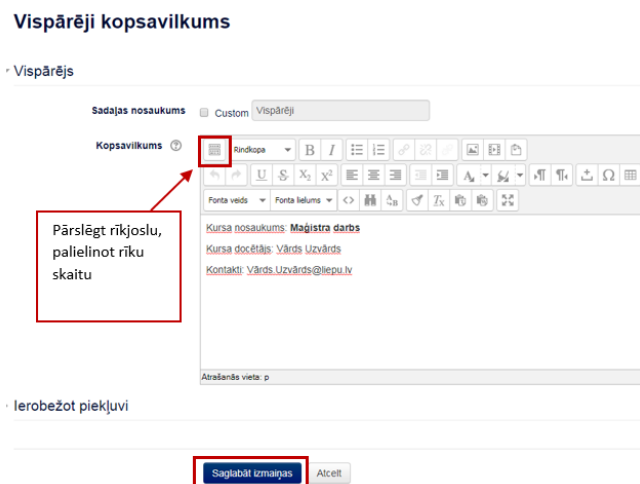 Vispārēji kopsavilkums
Vispārējs
Sadaļas nosaukums Custom Vispārēji
Kopsavilkums
Rindkopa B I
U S X₂ X²
Fonta veids Fonta lielums
Pārslēgt rīkjoslu,
palielinot rīku
skaitu
Kursa nosaukums: Maģistra darbs
Kursa docētājs: Vārds Uzvārds
Kontakti: Vārds.Uzvārds@liepu.lv
Atrašanās vieta: p
Ierobežot piekļuvi
Saglabāt izmaiņas Atcelt